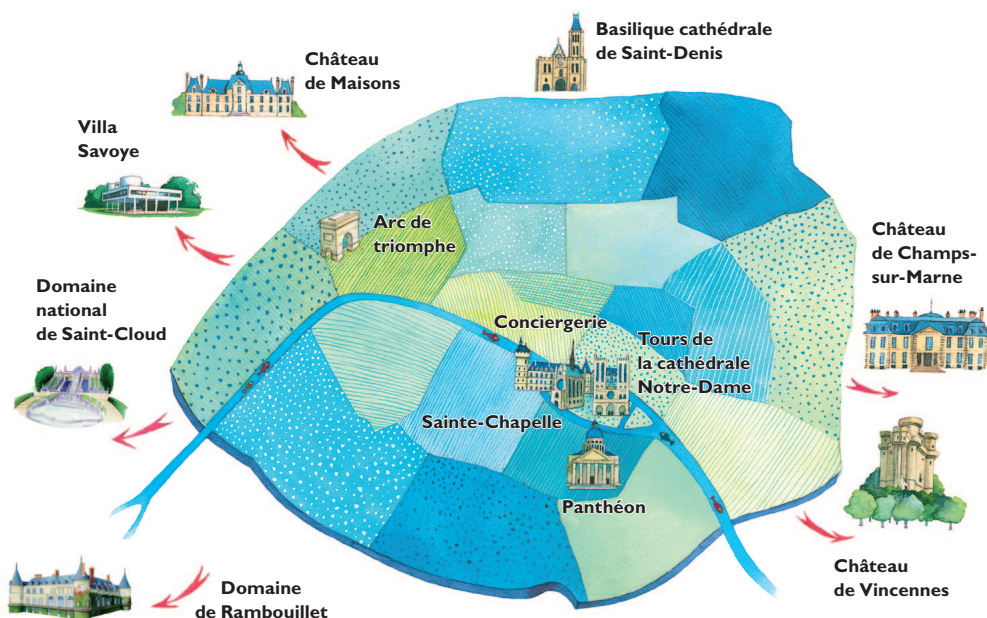 Basilique cathédrale
de Saint-Denis
Château
de Maisons
Villa
Savoye
Arc de
triomphe
Château
de Champs-
sur-Marne
Domaine
national
de Saint-Cloud
Conciergerie
Tours de
la cathédrale
Notre-Dame
Sainte-Chapelle
Panthéon
Château
de Vincennes
Domaine
de Rambouillet